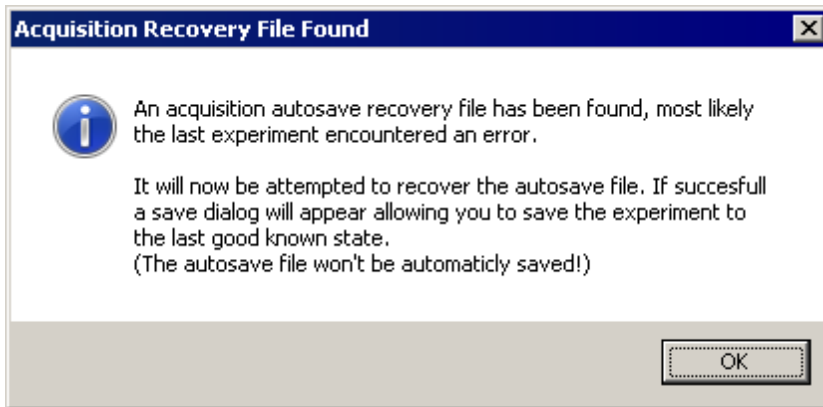 Acquisition Recovery File Found
An acquisition autosave recovery file has been found, most likely
the last experiment encountered an error.
It will now be attempted to recover the autosave file. If succesfull
a save dialog will appear allowing you to save the experiment to
the last good known state.
(The autosave file won't be automaticly saved!)
OK